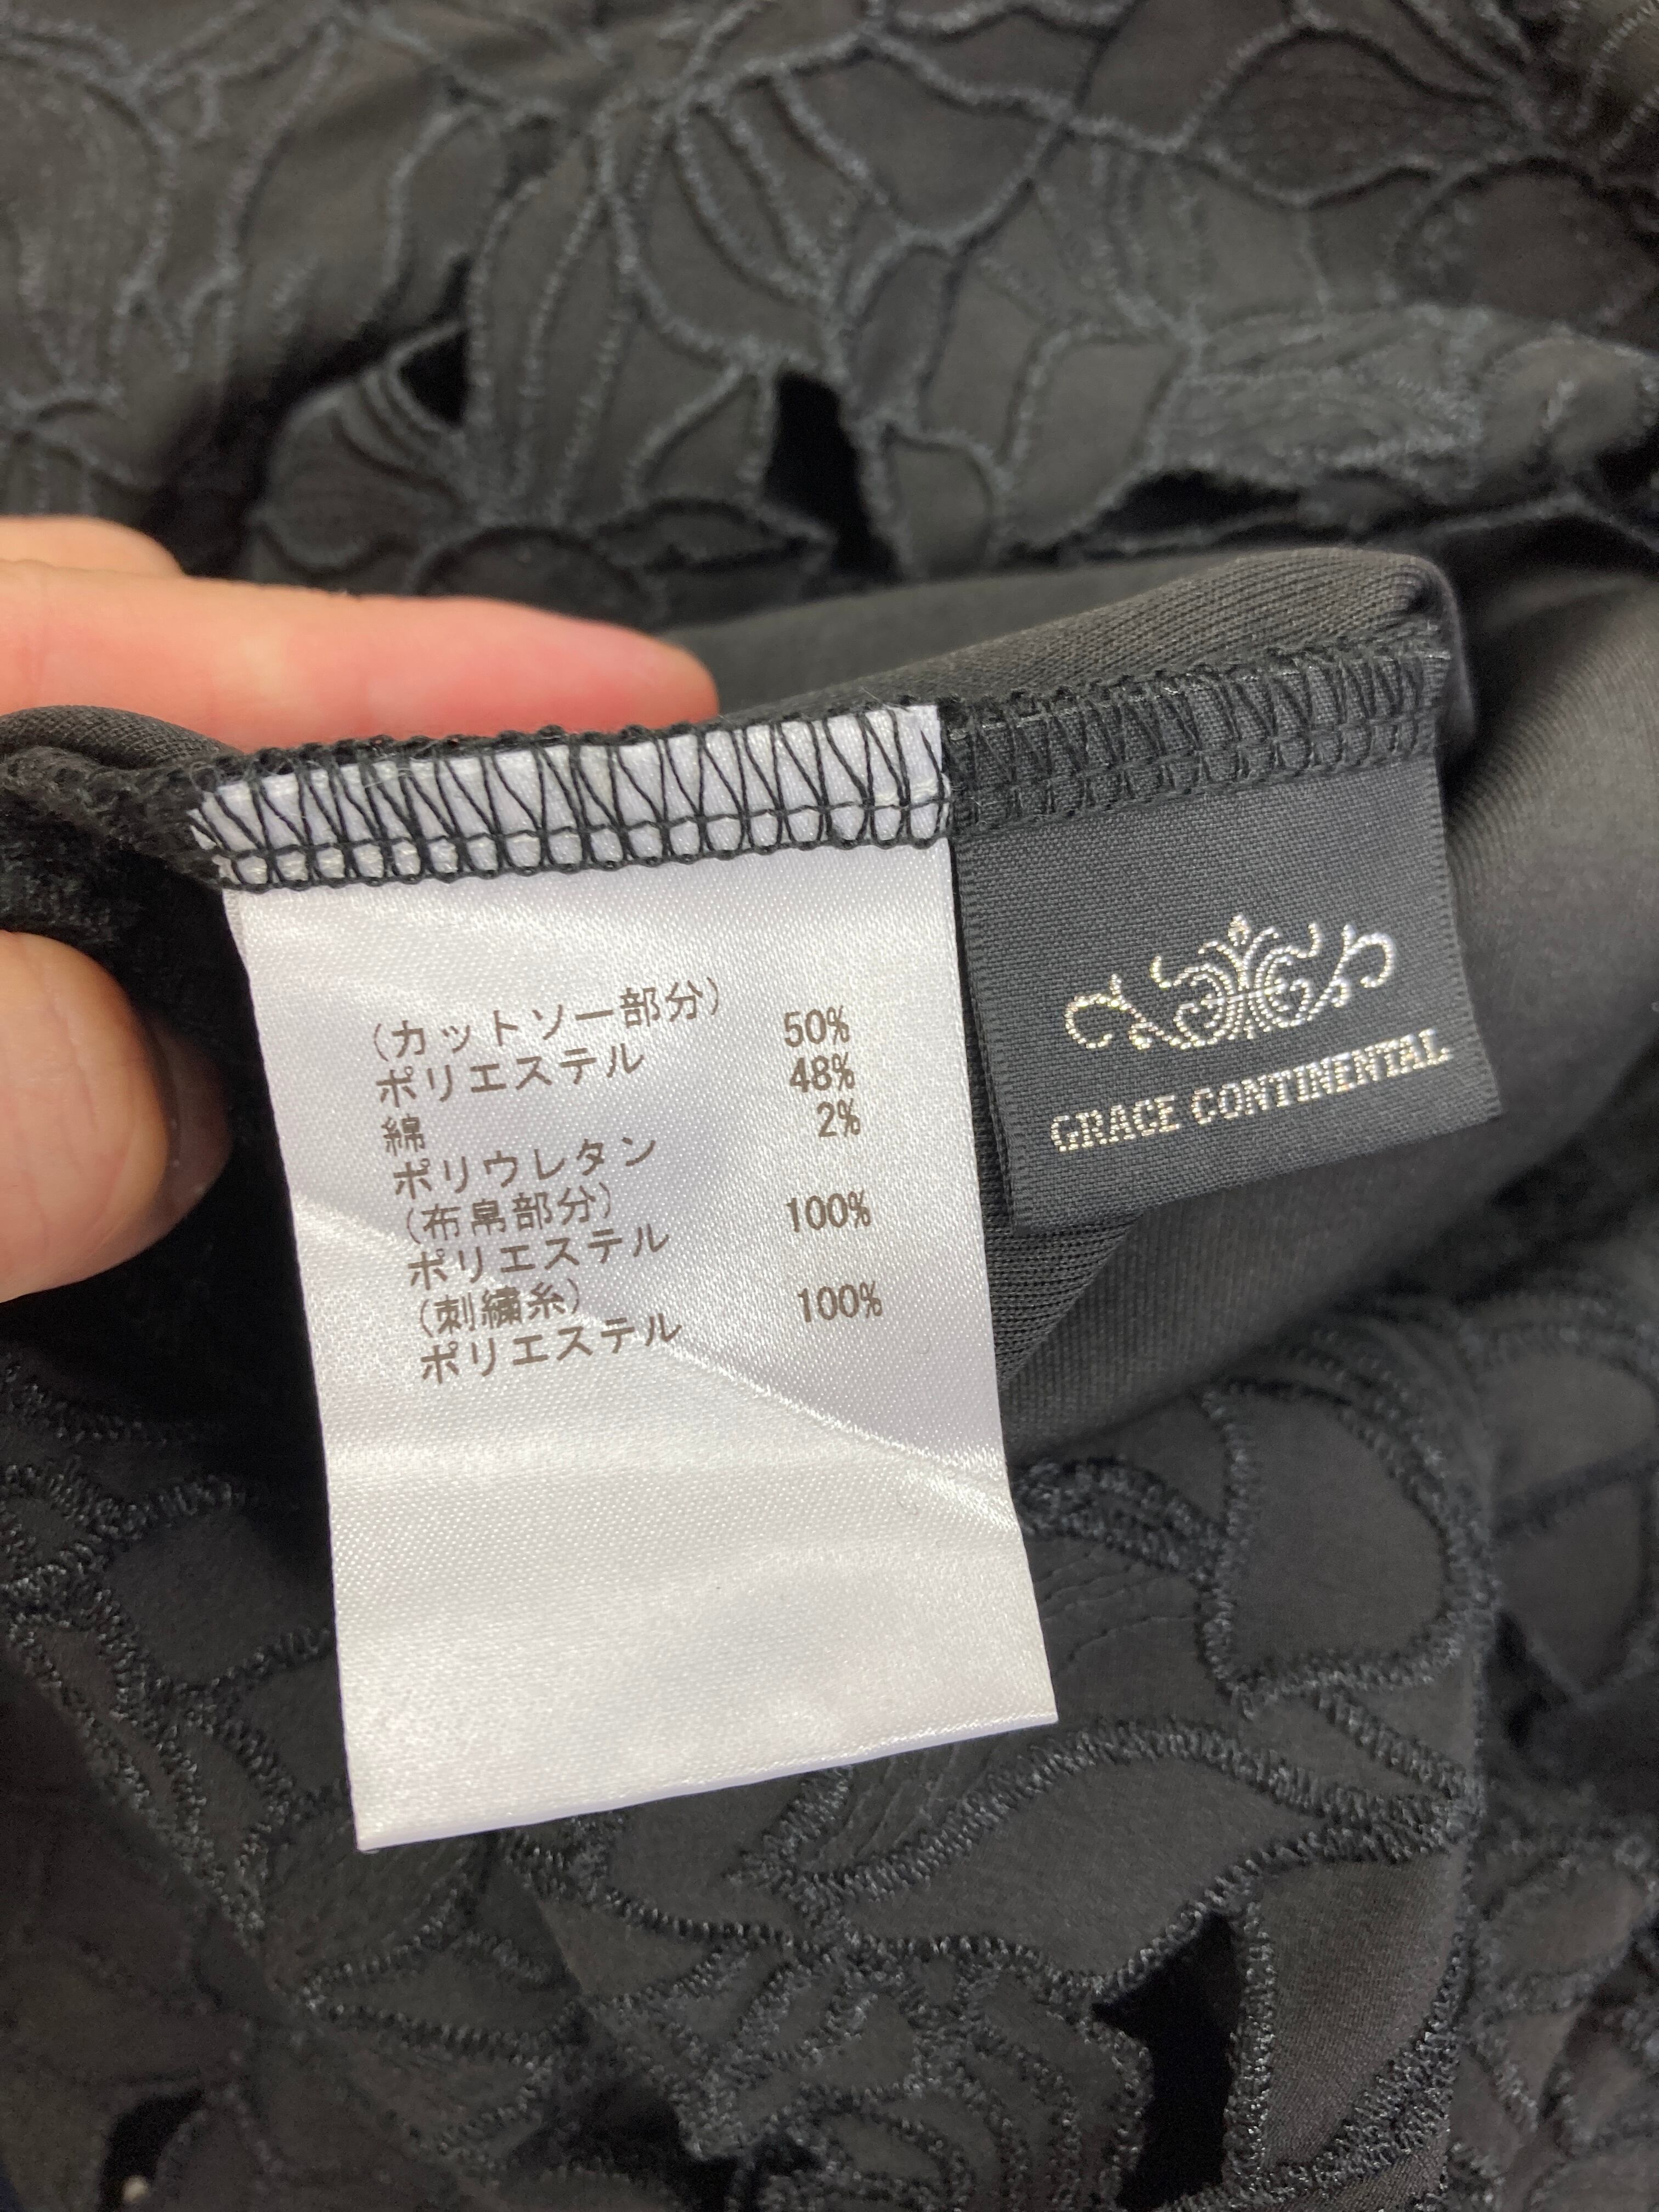 (カットソー部分)
ポリエステル 50%
綿 48%
ポリウレタン 2%
(布帛部分)
ポリエステル 100%
(刺繍糸)
ポリエステル 100%
GRACE CONTINENTAL